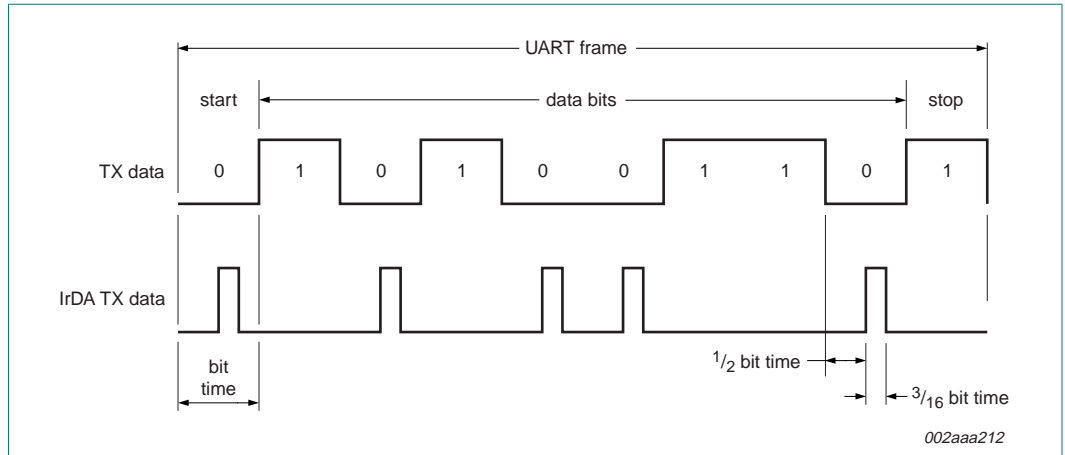 UART frame
start data bits stop
TX data 0 1 0 1 0 0 1 1 0 1
IrDA TX data
bit
time
1/2 bit time
3/16 bit time
002aaa212